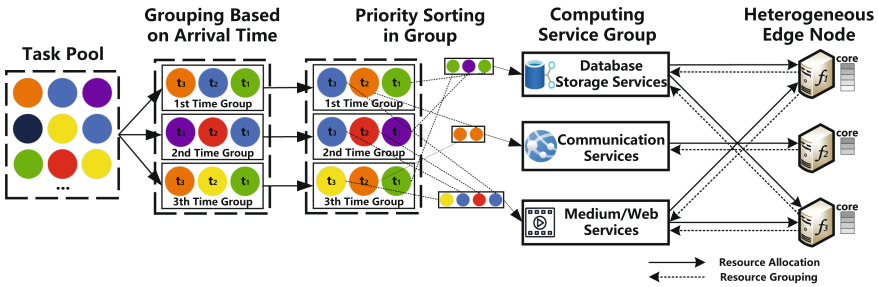 Task Pool
...
Grouping Based
on Arrival Time
t3 t2 t1
1st Time Group
t3 t2 t1
2nd Time Group
t3 t2 t1
3th Time Group
Priority Sorting
in Group
t3 t2 t1
1st Time Group
t3 t2 t1
2nd Time Group
t3 t2 t1
3th Time Group
Computing
Service Group
Database
Storage Services
Communication
Services
Medium/Web
Services
Heterogeneous
Edge Node
core
f1
core
f2
core
f3
Resource Allocation
Resource Grouping